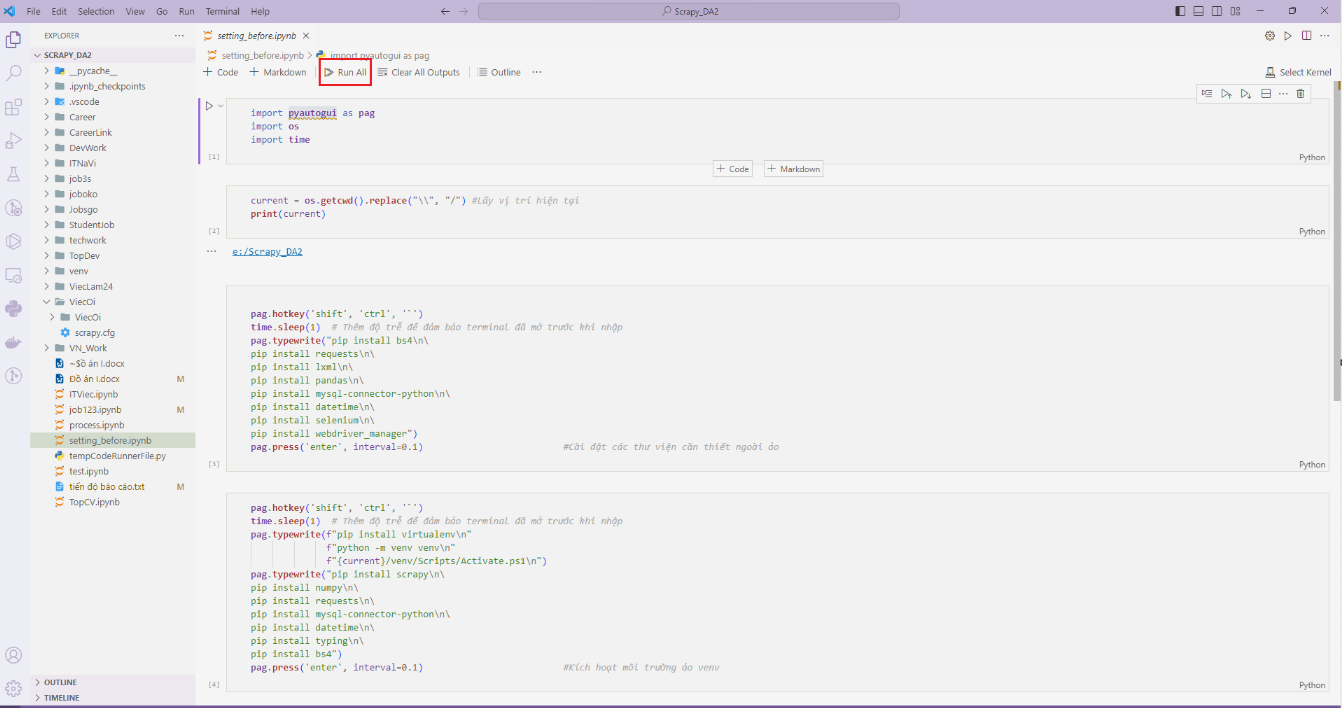 File Edit Selection View Go Run Terminal Help
Scrapy_DA2
EXPLORER
SCRAPY_DA2
__pycache__
.ipynb_checkpoints
.vscode
Career
CareerLink
DevWork
ITNaVi
job3s
joboko
Jobsgo
StudentJob
techwork
TopDev
venv
ViecLam24
ViecOi
ViecOi
scrapy.cfg
VN_Work
~$ồ án I.docx
Đồ án I.docx M
ITViec.ipynb
job123.ipynb M
process.ipynb
setting_before.ipynb
tempCodeRunnerFile.py
test.ipynb
tiến độ báo cáo.txt M
TopCV.ipynb
OUTLINE
TIMELINE
setting_before.ipynb
setting_before.ipynb > import pyautogui as pag
+ Code + Markdown Run All Clear All Outputs Outline ...
Select Kernel
import pyautogui as pag
import os
import time
[1]
Python
+ Code + Markdown
current = os.getcwd().replace("\\", "/") #Lấy vị trí hiện tại
print(current)
[2]
Python
... e:/Scrapy_DA2
pag.hotkey('shift', 'ctrl', '`')
time.sleep(1) # Thêm độ trễ để đảm bảo terminal đã mở trước khi nhập
pag.typewrite("pip install bs4\n\
pip install requests\n\
pip install lxml\n\
pip install pandas\n\
pip install mysql-connector-python\n\
pip install datetime\n\
pip install selenium\n\
pip install webdriver_manager")
pag.press('enter', interval=0.1) #Cài đặt các thư viện cần thiết ngoài ảo
[3]
Python
pag.hotkey('shift', 'ctrl', '`')
time.sleep(1) # Thêm độ trễ để đảm bảo terminal đã mở trước khi nhập
pag.typewrite(f"pip install virtualenv\n"
f"python -m venv venv\n"
f"{current}/venv/Scripts/Activate.ps1\n")
pag.typewrite("pip install scrapy\n\
pip install numpy\n\
pip install requests\n\
pip install mysql-connector-python\n\
pip install datetime\n\
pip install typing\n\
pip install bs4")
pag.press('enter', interval=0.1) #Kích hoạt môi trường ảo venv
[4]
Python